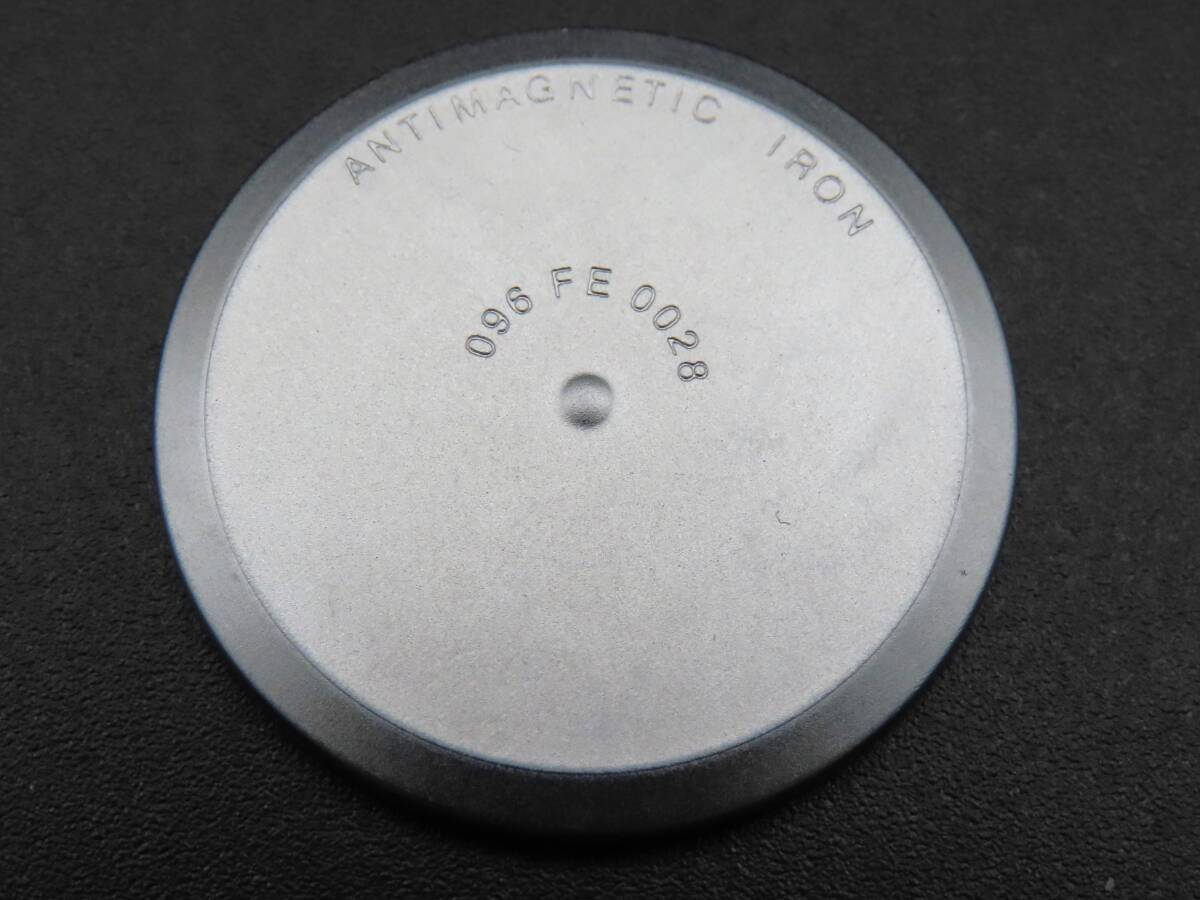 ANTIMAGNETIC IRON
096 FE 0028